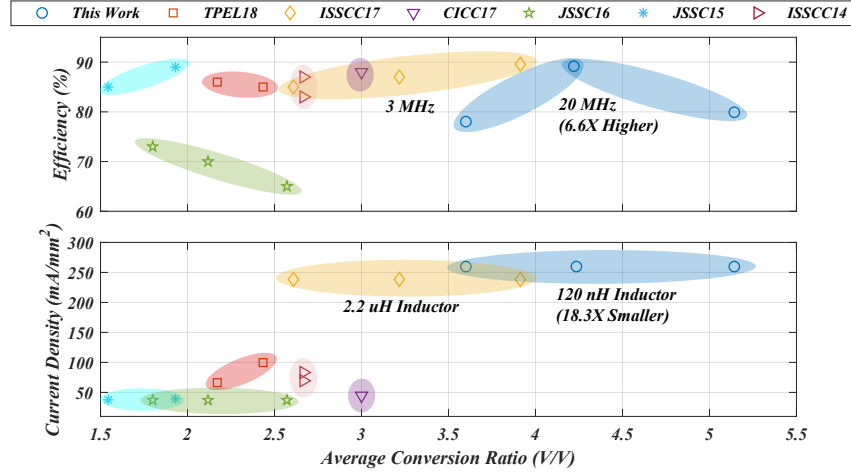 This Work TPEL18 ISSCC17 CICC17 JSSC16 JSSC15 ISSCC14
Efficiency (%)
90
80
70
60
3 MHz
20 MHz
(6.6X Higher)
Current Density (mA/mm²)
300
250
200
150
100
50
2.2 uH Inductor
120 nH Inductor
(18.3X Smaller)
1.5 2 2.5 3 3.5 4 4.5 5 5.5
Average Conversion Ratio (V/V)